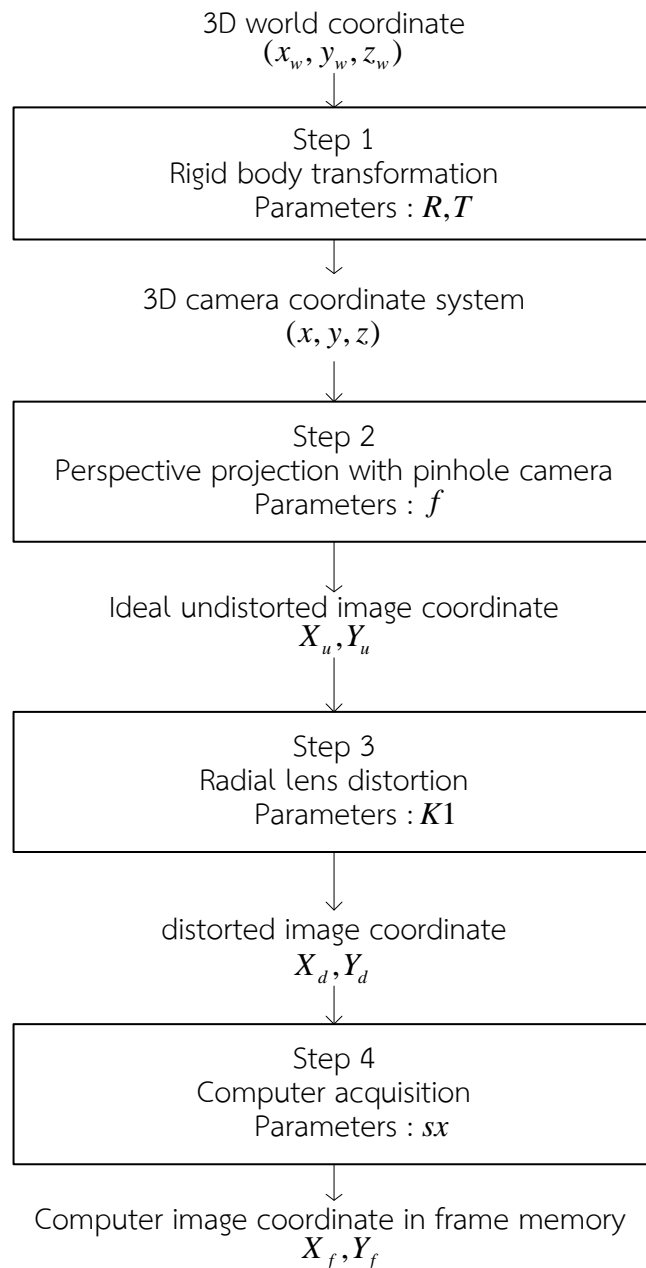 3D world coordinate
(x_w, y_w, z_w)
Step 1
Rigid body transformation
Parameters : R,T
3D camera coordinate system
(x, y, z)
Step 2
Perspective projection with pinhole camera
Parameters : f
Ideal undistorted image coordinate
X_u,Y_u
Step 3
Radial lens distortion
Parameters : K1
distorted image coordinate
X_d,Y_d
Step 4
Computer acquisition
Parameters : sx
Computer image coordinate in frame memory
X_f,Y_f